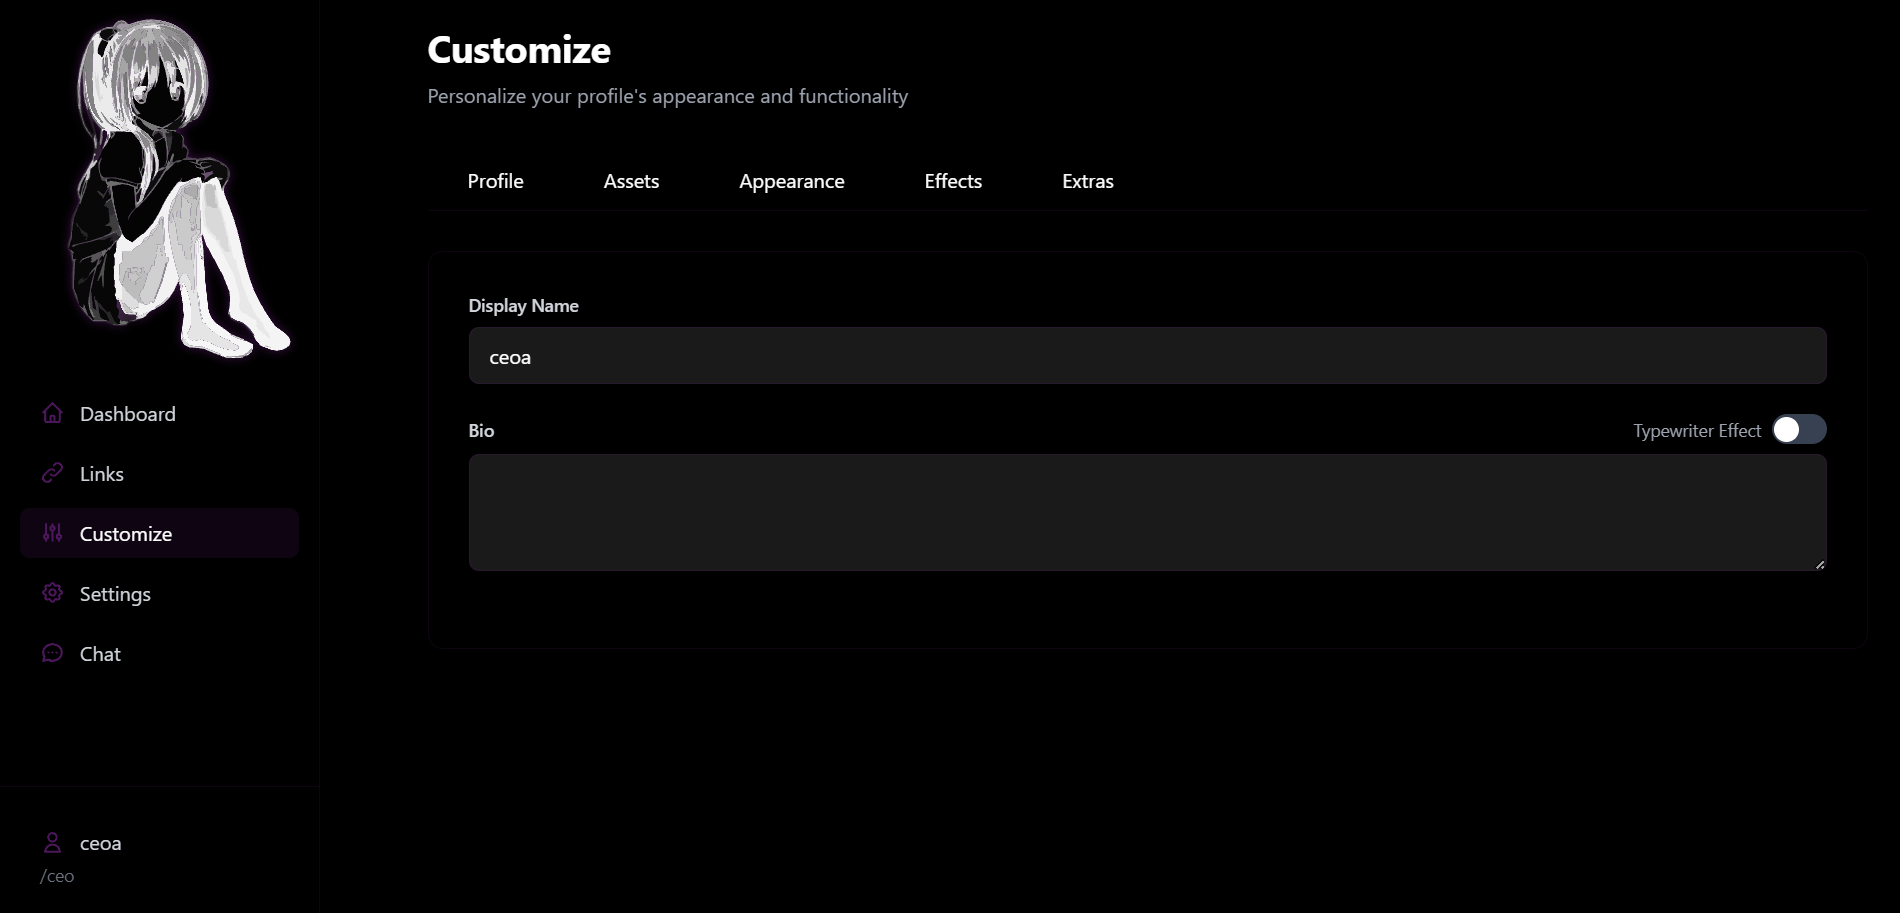 Customize
Personalize your profile's appearance and functionality
Profile
Assets
Appearance
Effects
Extras
Display Name
ceoa
Bio
Typewriter Effect
Dashboard
Links
Customize
Settings
Chat
ceoa
/ceo